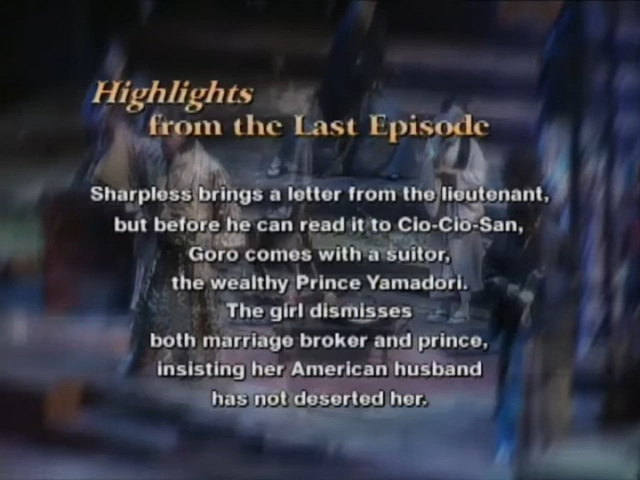 Highlights
from the Last Episode
Sharpless brings a letter from the lieutenant,
but before he can read it to Cio-Cio-San,
Goro comes with a suitor,
the wealthy Prince Yamadori.
The girl dismisses
both marriage broker and prince,
insisting her American husband
has not deserted her.